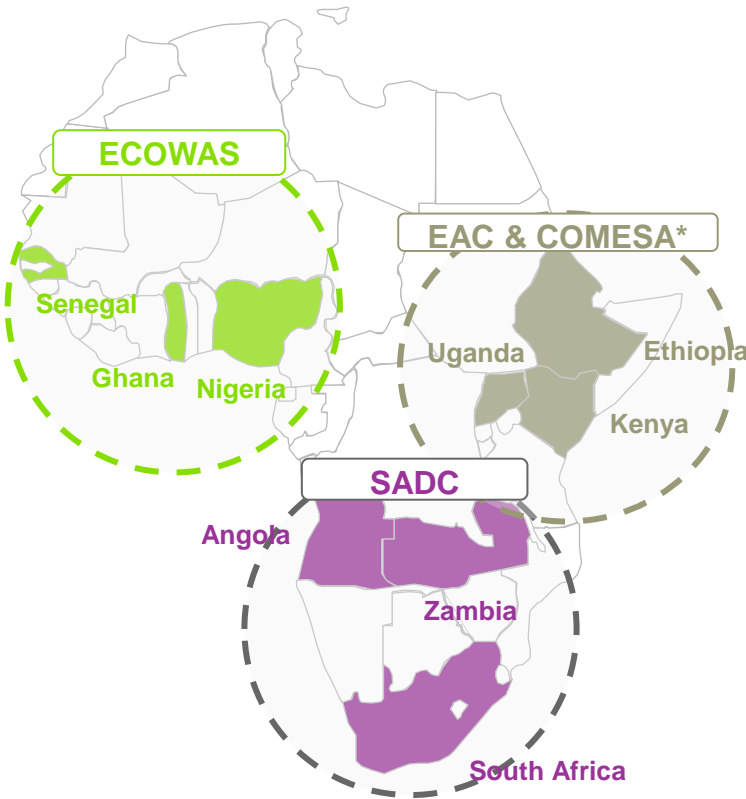 ECOWAS
EAC & COMESA*
Senegal
Uganda
Ethiopia
Ghana
Nigeria
Kenya
SADC
Angola
Zambia
South Africa